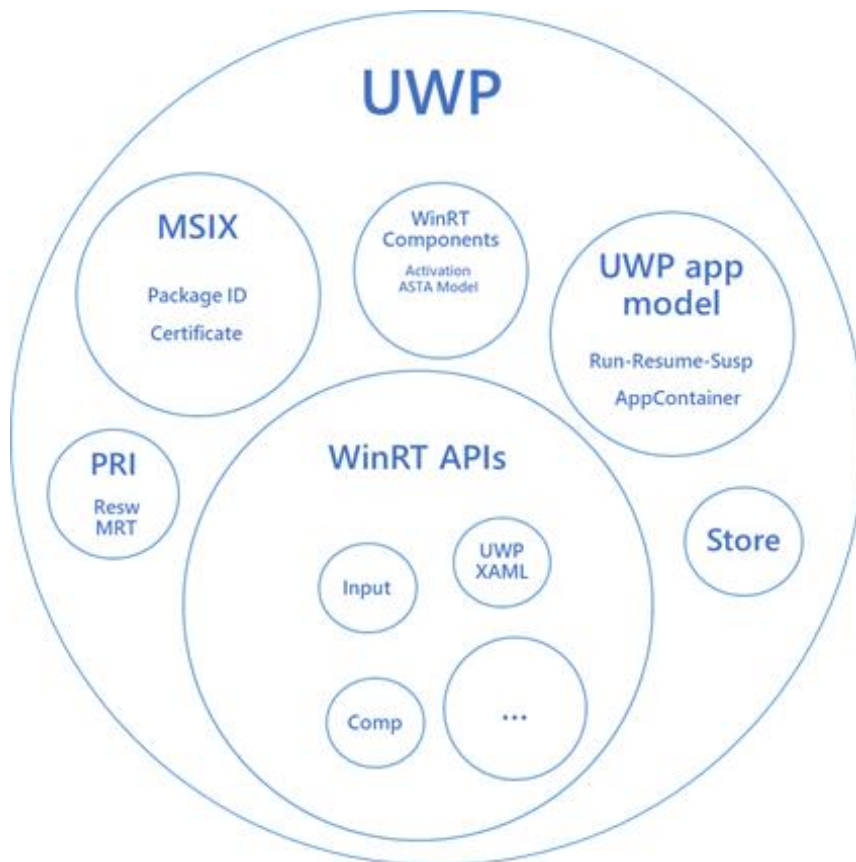 UWP
MSIX
Package ID
Certificate
WinRT
Components
Activation
ASTA Model
UWP app
model
Run-Resume-Susp
AppContainer
PRI
Resw
MRT
WinRT APIs
Input
UWP
XAML
Comp
...
Store